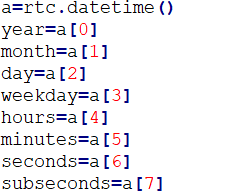 a=rtc.datetime()
year=a[0]
month=a[1]
day=a[2]
weekday=a[3]
hours=a[4]
minutes=a[5]
seconds=a[6]
subseconds=a[7]